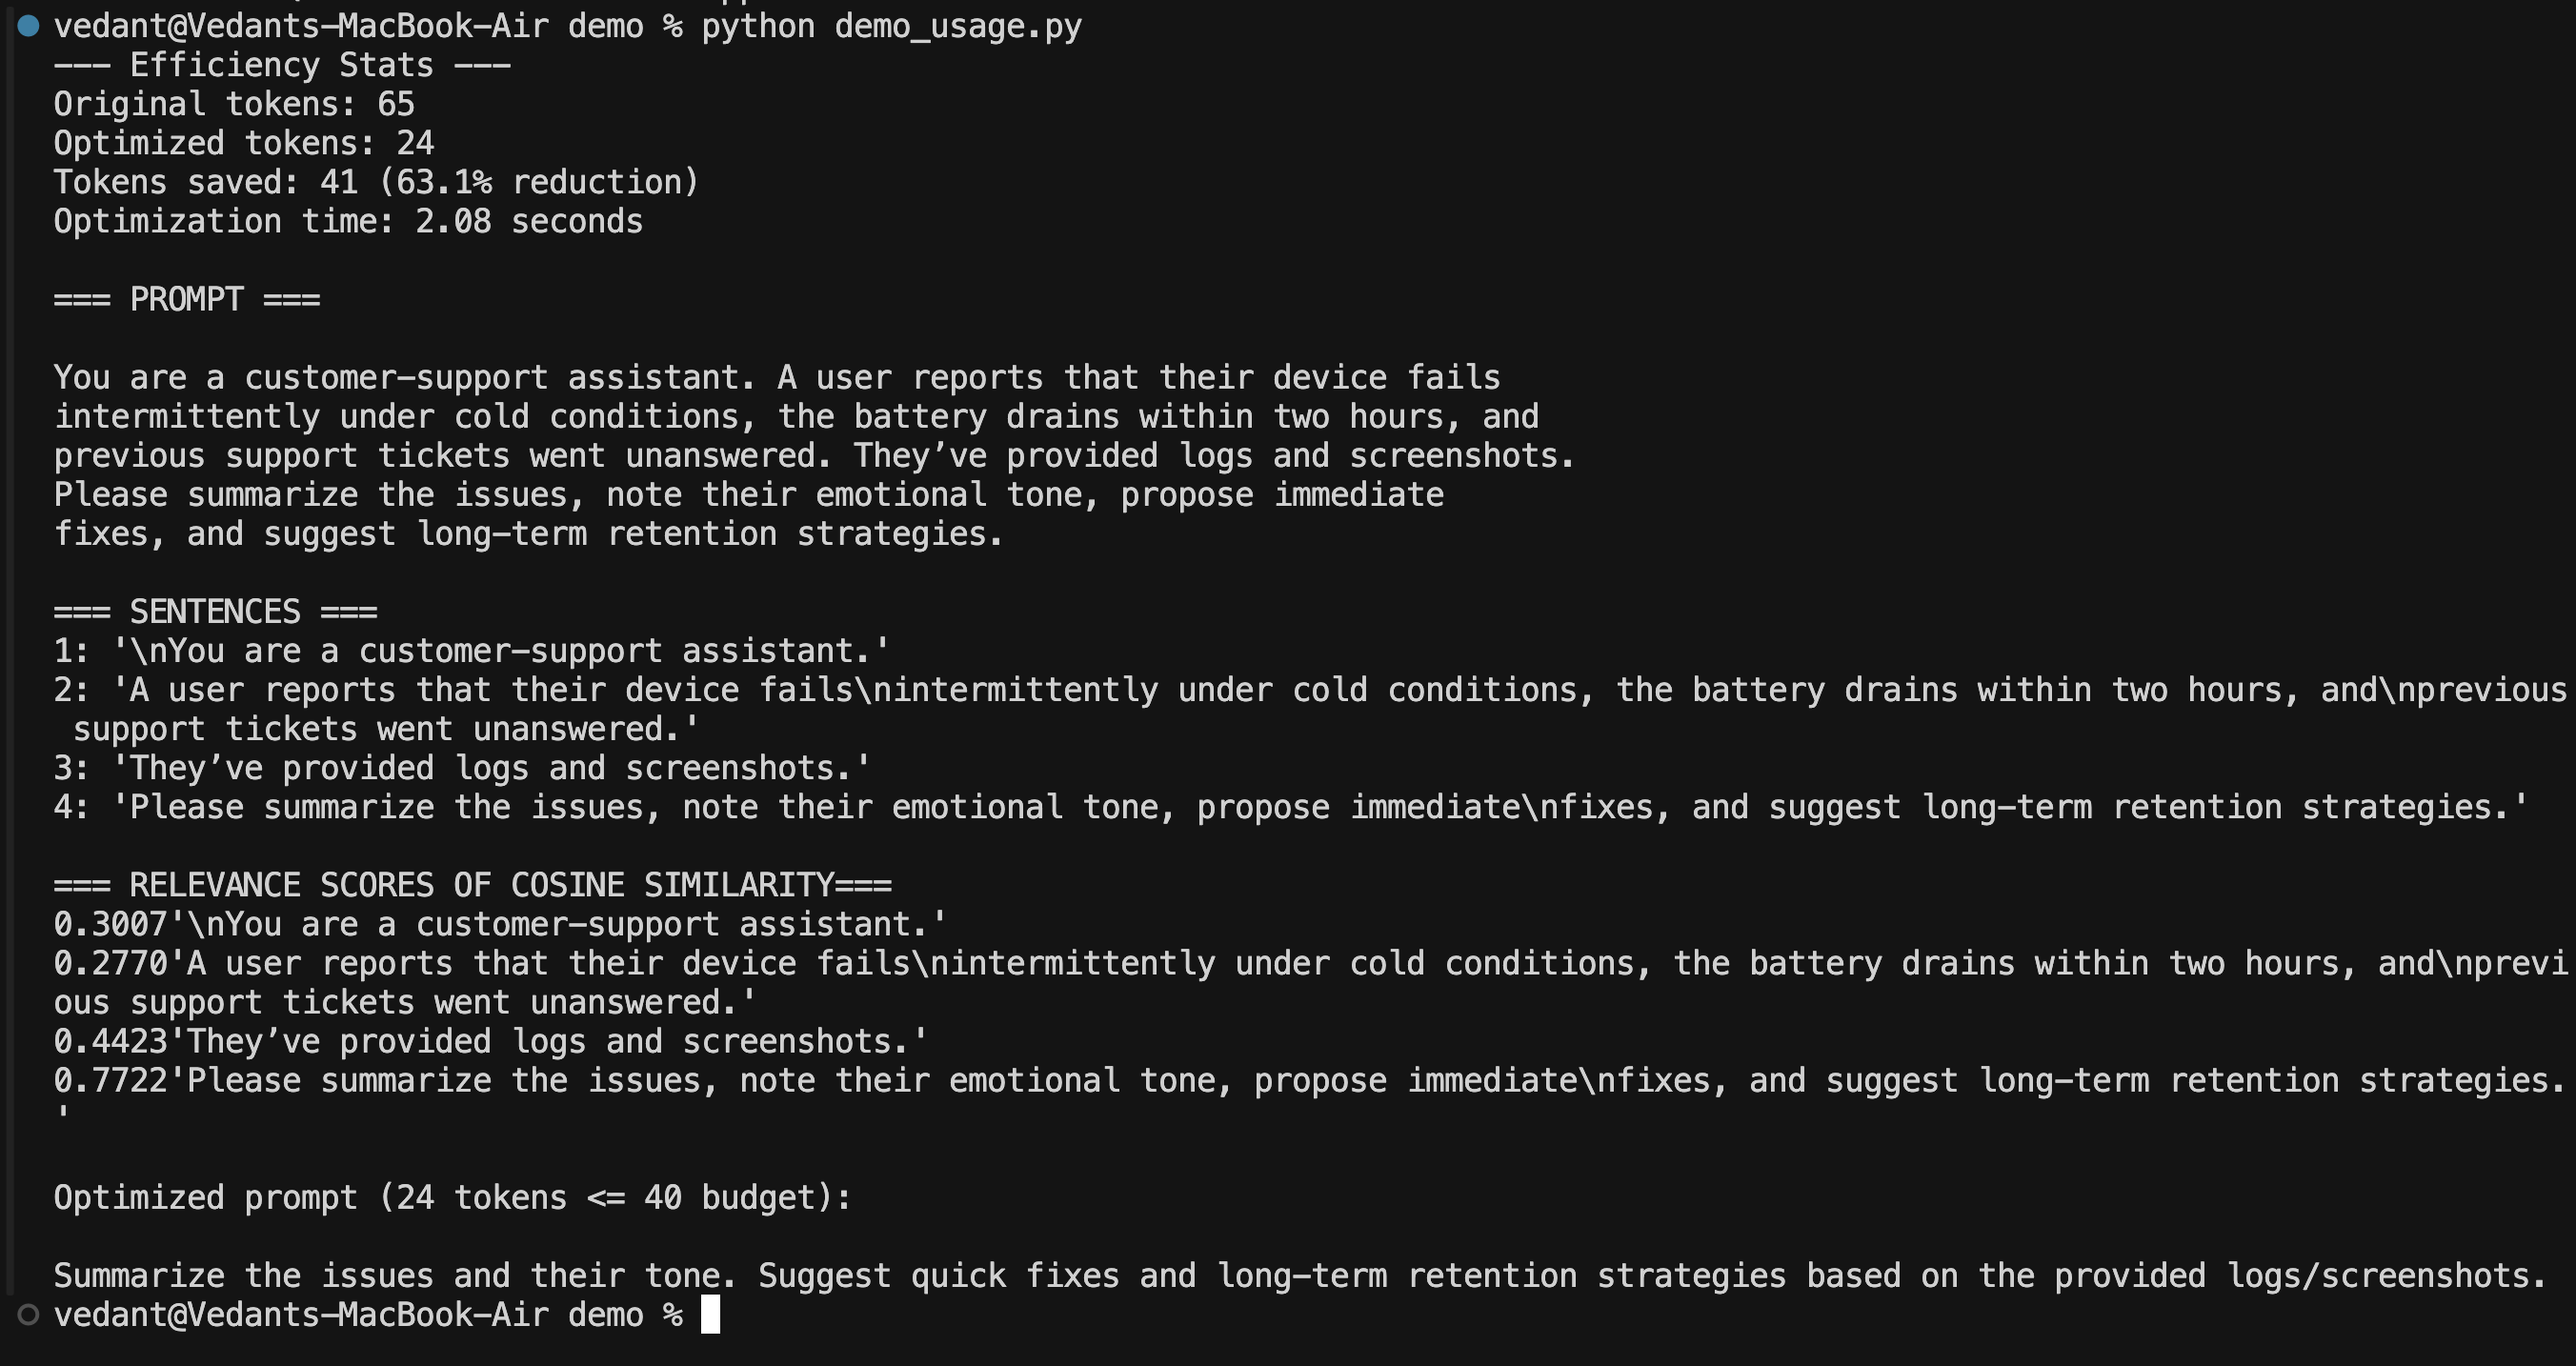 vedant@Vedants-MacBook-Air demo % python demo_usage.py
--- Efficiency Stats ---
Original tokens: 65
Optimized tokens: 24
Tokens saved: 41 (63.1% reduction)
Optimization time: 2.08 seconds
=== PROMPT ===
You are a customer-support assistant. A user reports that their device fails
intermittently under cold conditions, the battery drains within two hours, and
previous support tickets went unanswered. They’ve provided logs and screenshots.
Please summarize the issues, note their emotional tone, propose immediate
fixes, and suggest long-term retention strategies.
=== SENTENCES ===
1: '\nYou are a customer-support assistant.'
2: 'A user reports that their device fails\nintermittently under cold conditions, the battery drains within two hours, and\nprevious
support tickets went unanswered.'
3: 'They’ve provided logs and screenshots.'
4: 'Please summarize the issues, note their emotional tone, propose immediate\nfixes, and suggest long-term retention strategies.'
=== RELEVANCE SCORES OF COSINE SIMILARITY===
0.3007'\nYou are a customer-support assistant.'
0.2770'A user reports that their device fails\nintermittently under cold conditions, the battery drains within two hours, and\nprevi
ous support tickets went unanswered.'
0.4423'They’ve provided logs and screenshots.'
0.7722'Please summarize the issues, note their emotional tone, propose immediate\nfixes, and suggest long-term retention strategies.
'
Optimized prompt (24 tokens <= 40 budget):
Summarize the issues and their tone. Suggest quick fixes and long-term retention strategies based on the provided logs/screenshots.
vedant@Vedants-MacBook-Air demo %